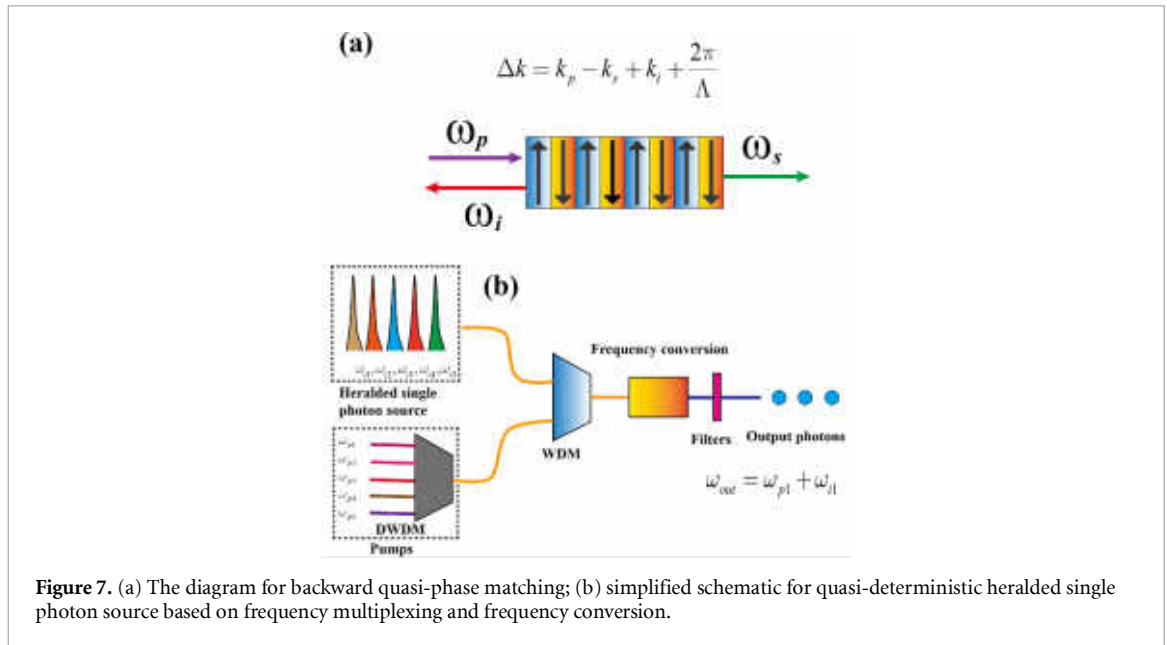 (a)
Δk = k_p − k_s + k_i + 2π/Λ
ω_p
ω_s
ω_i
(b)
Heralded single
photon source
Frequency conversion
WDM
Filters
Output photons
ω_out = ω_p1 + ω_i1
DWDM
Pumps
Figure 7. (a) The diagram for backward quasi-phase matching; (b) simplified schematic for quasi-deterministic heralded single
photon source based on frequency multiplexing and frequency conversion.